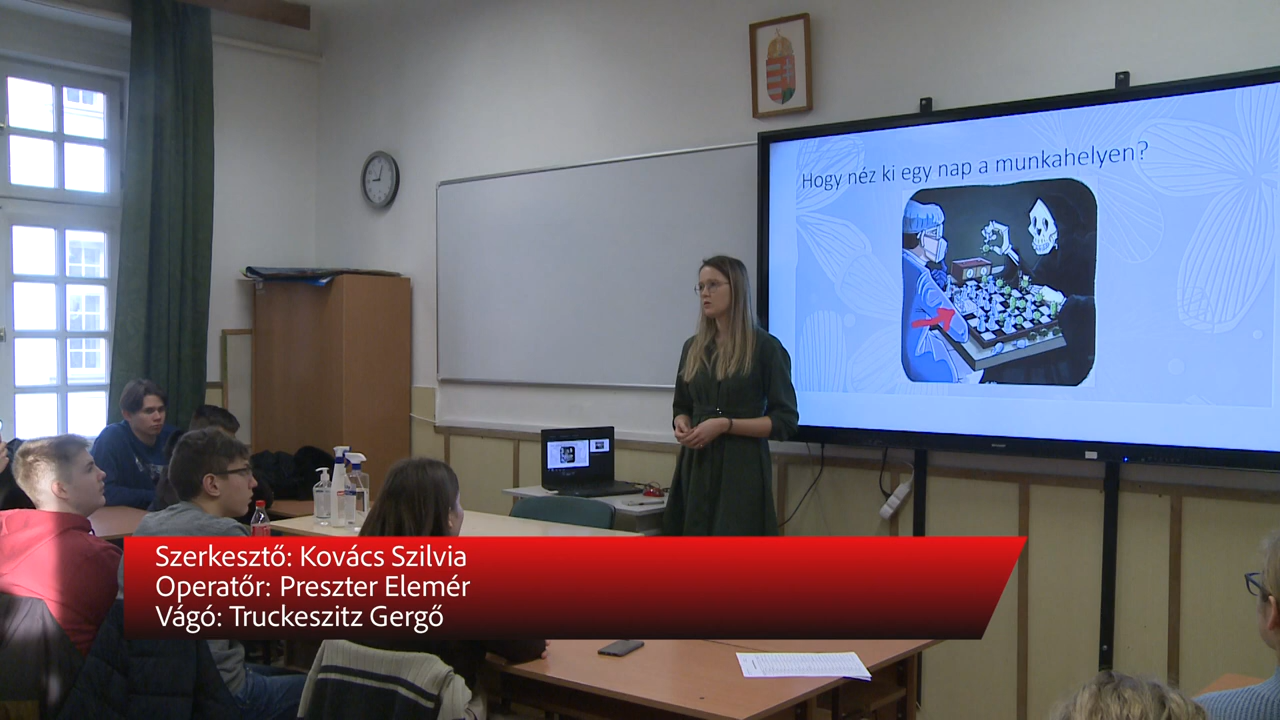 Hogy néz ki egy nap a munkahelyen?
Szerkesztő: Kovács Szilvia
Operatőr: Preszter Elemér
Vágó: Truckeszitz Gergő